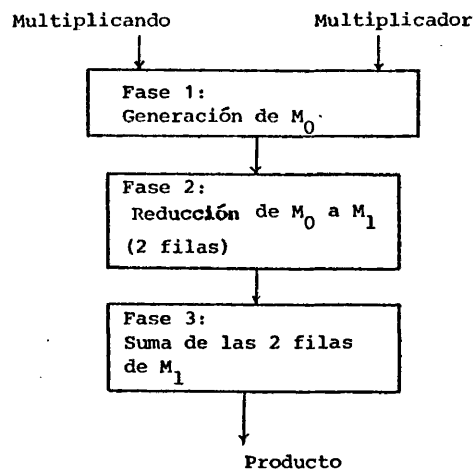 Multiplicando Multiplicador
Fase 1:
Generación de M0
Fase 2:
Reducción de M0 a M1
(2 filas)
Fase 3:
Suma de las 2 filas
de M1
Producto